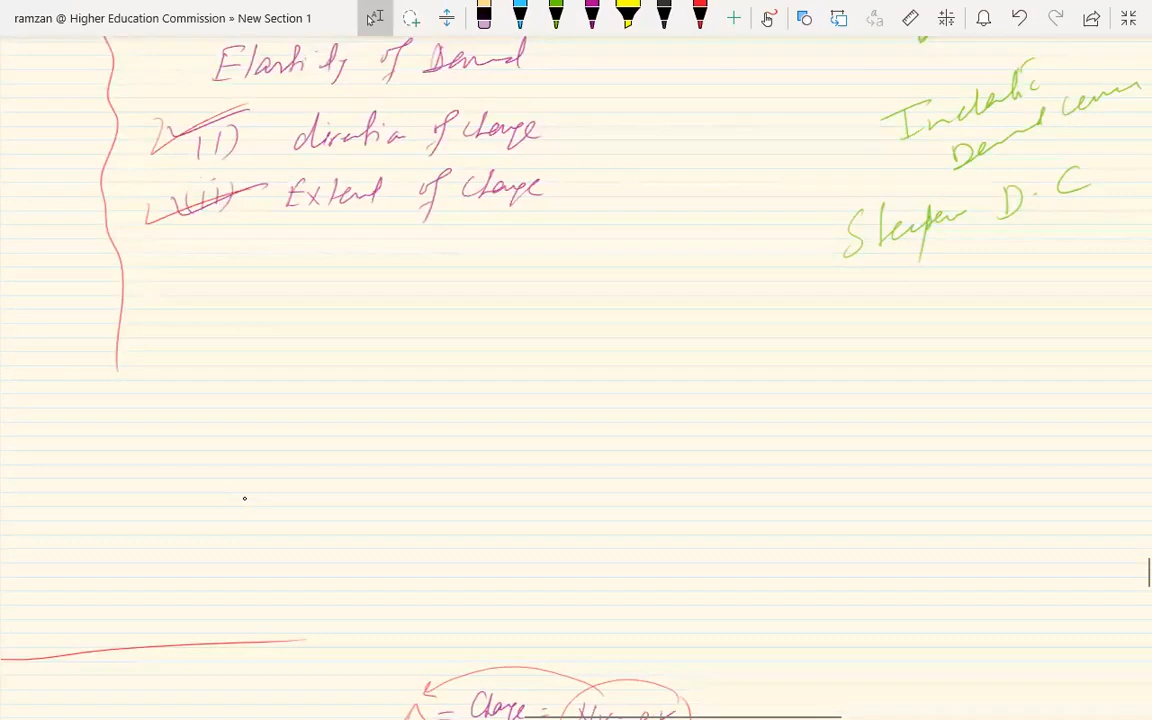 ramzan @ Higher Education Commission » New Section 1
Elasticity of Demand
(i) direction of change
(ii) Extent of change
Inelastic
Demand curve
Steeper D.C
= Change =